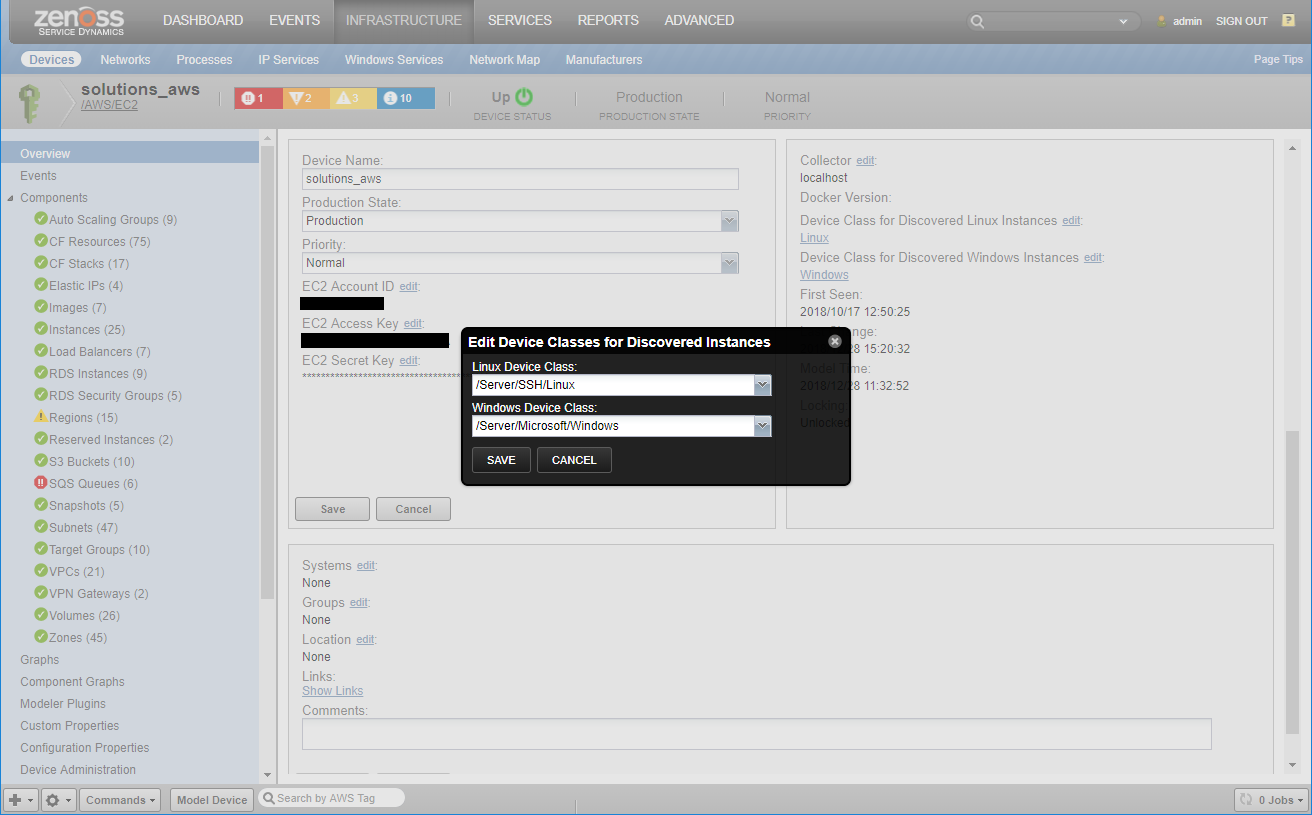 zenoss
SERVICE DYNAMICS
DASHBOARD EVENTS INFRASTRUCTURE SERVICES REPORTS ADVANCED
admin SIGN OUT ?
Devices Networks Processes IP Services Windows Services Network Map Manufacturers Page Tips
solutions_aws
/AWS/EC2
1 2 3 10
Up
DEVICE STATUS
Production
PRODUCTION STATE
Normal
PRIORITY
Overview
Events
Components
Auto Scaling Groups (9)
CF Resources (75)
CF Stacks (17)
Elastic IPs (4)
Images (7)
Instances (25)
Load Balancers (7)
RDS Instances (9)
RDS Security Groups (5)
Regions (15)
Reserved Instances (2)
S3 Buckets (10)
SQS Queues (6)
Snapshots (5)
Subnets (47)
Target Groups (10)
VPCs (21)
VPN Gateways (2)
Volumes (26)
Zones (45)
Graphs
Component Graphs
Modeler Plugins
Custom Properties
Configuration Properties
Device Administration
Device Name:
solutions_aws
Production State:
Production
Priority:
Normal
EC2 Account ID edit:
EC2 Access Key edit:
EC2 Secret Key edit:
Save Cancel
Collector edit:
localhost
Docker Version:
Device Class for Discovered Linux Instances edit:
Linux
Device Class for Discovered Windows Instances edit:
Windows
First Seen:
2018/10/17 12:50:25
Change:
28 15:20:32
Model Time:
2018/12/28 11:32:52
Locking
Unlocked
Edit Device Classes for Discovered Instances
Linux Device Class:
/Server/SSH/Linux
Windows Device Class:
/Server/Microsoft/Windows
SAVE CANCEL
Systems edit:
None
Groups edit:
None
Location edit:
None
Links:
Show Links
Comments:
Commands Model Device Search by AWS Tag 0 Jobs